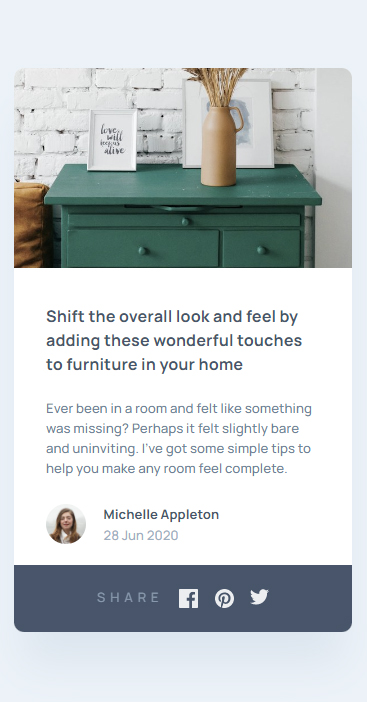 love
will
keep us
alive
Shift the overall look and feel by
adding these wonderful touches
to furniture in your home
Ever been in a room and felt like something
was missing? Perhaps it felt slightly bare
and uninviting. I've got some simple tips to
help you make any room feel complete.
Michelle Appleton
28 Jun 2020
SHARE